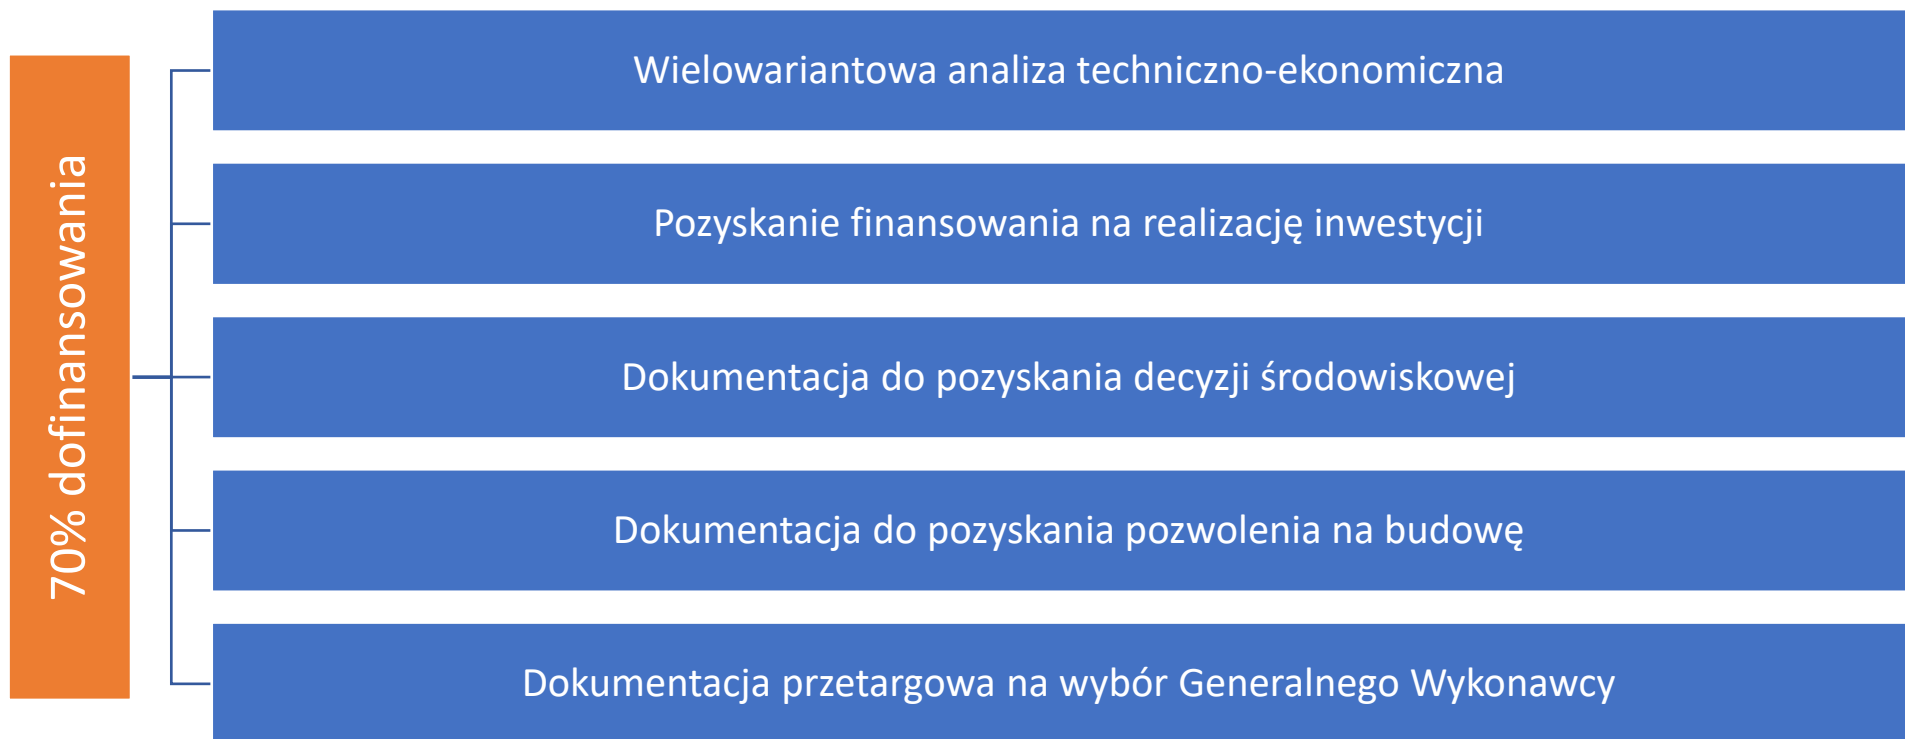 70% dofinansowania
Wielowariantowa analiza techniczno-ekonomiczna
Pozyskanie finansowania na realizację inwestycji
Dokumentacja do pozyskania decyzji środowiskowej
Dokumentacja do pozyskania pozwolenia na budowę
Dokumentacja przetargowa na wybór Generalnego Wykonawcy